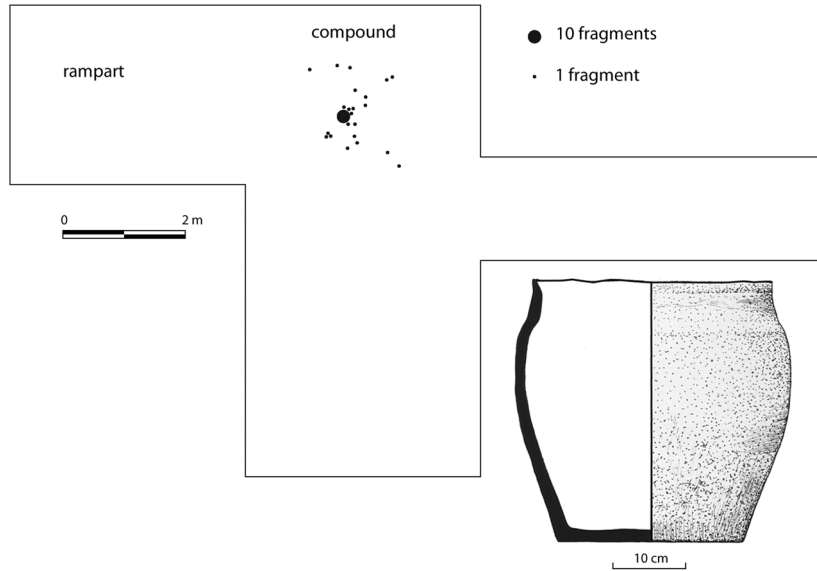 compound
10 fragments
rampart
1 fragment
0 2 m
10 cm